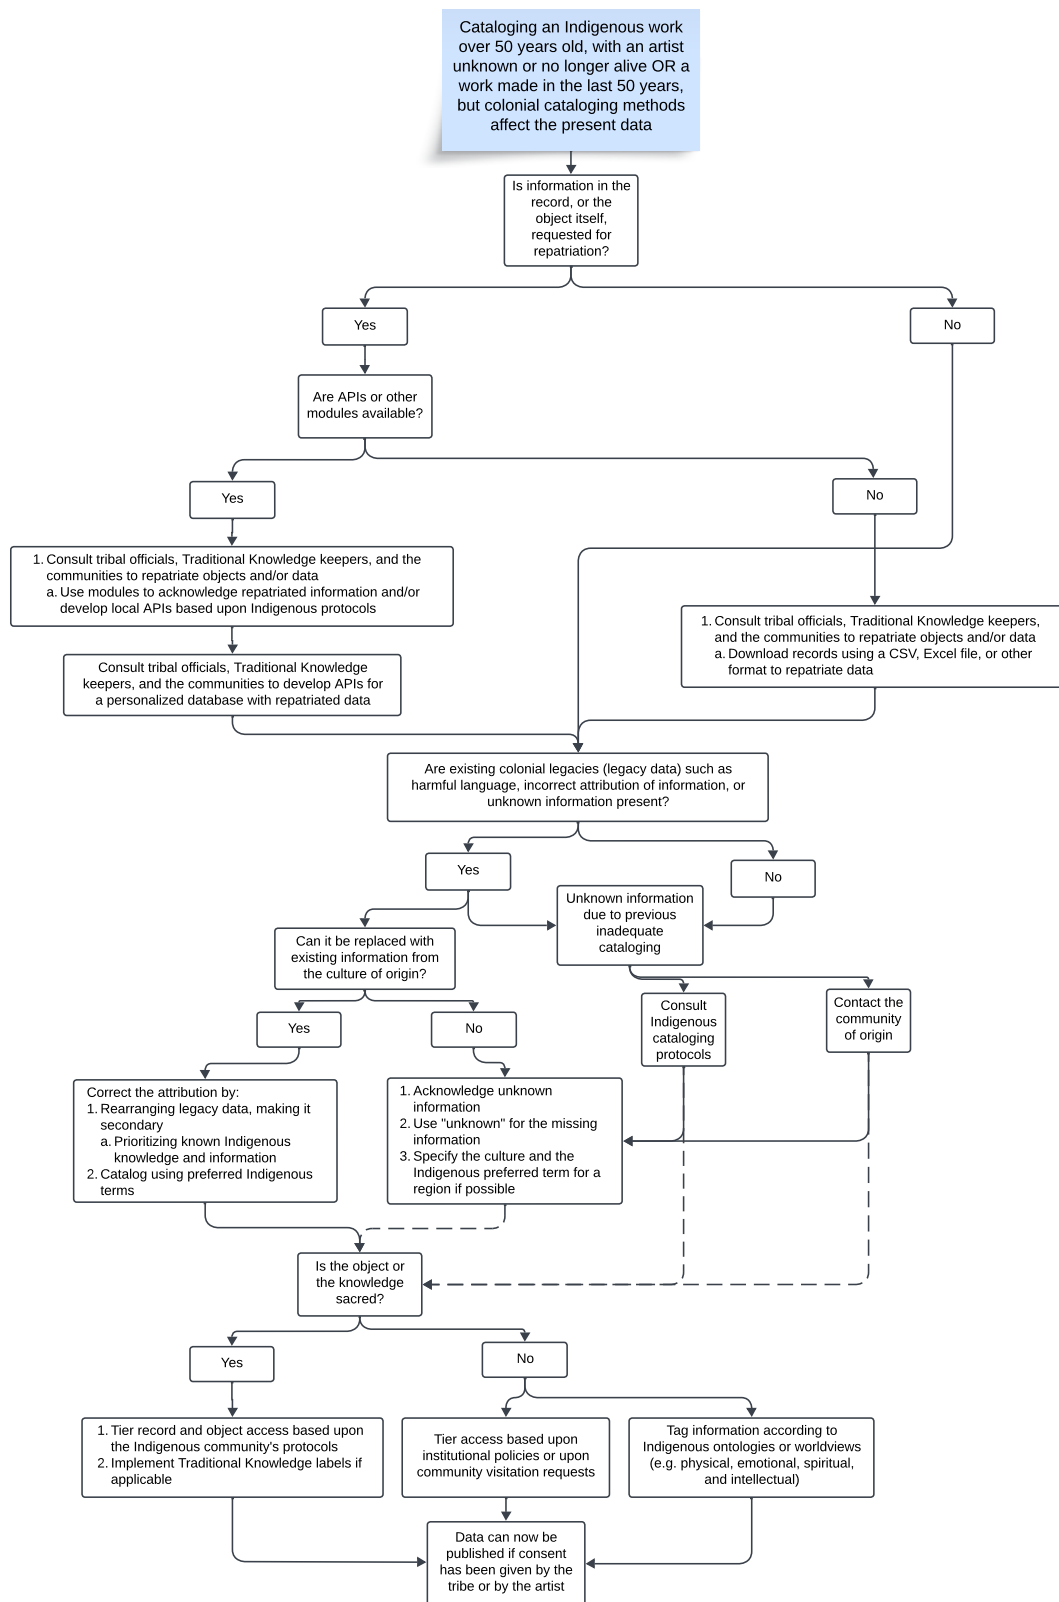 Cataloging an Indigenous work
over 50 years old, with an artist
unknown or no longer alive OR a
work made in the last 50 years,
but colonial cataloging methods
affect the present data
Is information in the
record, or the
object itself,
requested for
repatriation?
Yes
No
Are APIs or other
modules available?
Yes
No
1. Consult tribal officials, Traditional Knowledge keepers, and the
communities to repatriate objects and/or data
a. Use modules to acknowledge repatriated information and/or
develop local APIs based upon Indigenous protocols
1. Consult tribal officials, Traditional Knowledge keepers,
and the communities to repatriate objects and/or data
a. Download records using a CSV, Excel file, or other
format to repatriate data
Consult tribal officials, Traditional Knowledge
keepers, and the communities to develop APIs for
a personalized database with repatriated data
Are existing colonial legacies (legacy data) such as
harmful language, incorrect attribution of information, or
unknown information present?
Yes
No
Unknown information
due to previous
inadequate
cataloging
Can it be replaced with
existing information from
the culture of origin?
Consult
Indigenous
cataloging
protocols
Contact the
community
of origin
Yes
No
Correct the attribution by:
1. Rearranging legacy data, making it
secondary
a. Prioritizing known Indigenous
knowledge and information
2. Catalog using preferred Indigenous
terms
1. Acknowledge unknown
information
2. Use "unknown" for the missing
information
3. Specify the culture and the
Indigenous preferred term for a
region if possible
Is the object or
the knowledge
sacred?
Yes
No
1. Tier record and object access based upon
the Indigenous community's protocols
2. Implement Traditional Knowledge labels if
applicable
Tier access based upon
institutional policies or upon
community visitation requests
Tag information according to
Indigenous ontologies or worldviews
(e.g. physical, emotional, spiritual,
and intellectual)
Data can now be
published if consent
has been given by the
tribe or by the artist